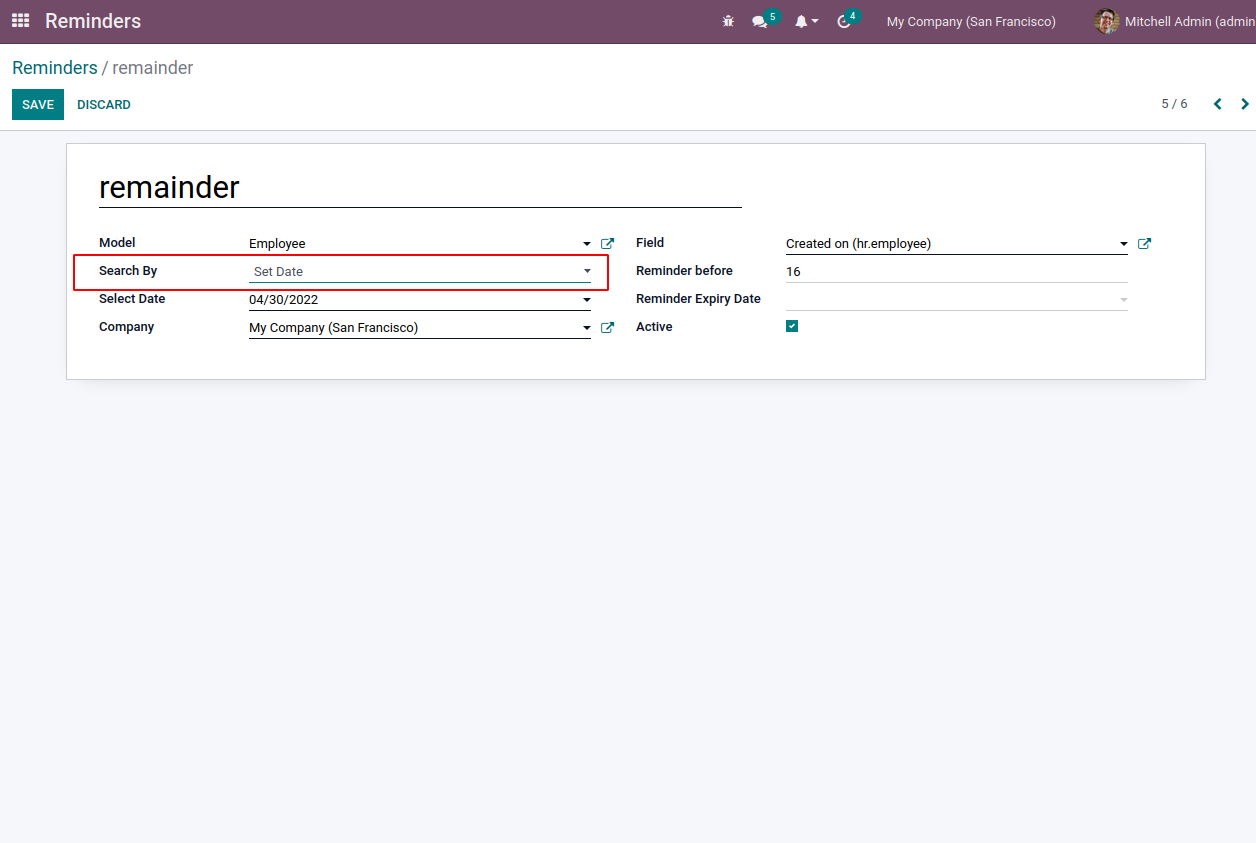 Reminders 5 4 My Company (San Francisco) Mitchell Admin (admin
Reminders / remainder
SAVE DISCARD 5 / 6
remainder
Model Employee Field Created on (hr.employee)
Search By Set Date Reminder before 16
Select Date 04/30/2022 Reminder Expiry Date
Company My Company (San Francisco) Active